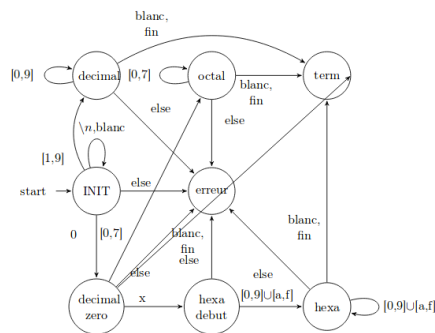 blanc,
fin
[0,9]
decimal
[0,7]
octal
term
blanc,
fin
else
else
\n,blanc
[1,9]
start
INIT
else
erreur
0
[0,7]
blanc,
fin
else
else
else
blanc,
fin
decimal
zero
x
hexa
debut
[0,9]∪[a,f]
hexa
[0,9]∪[a,f]